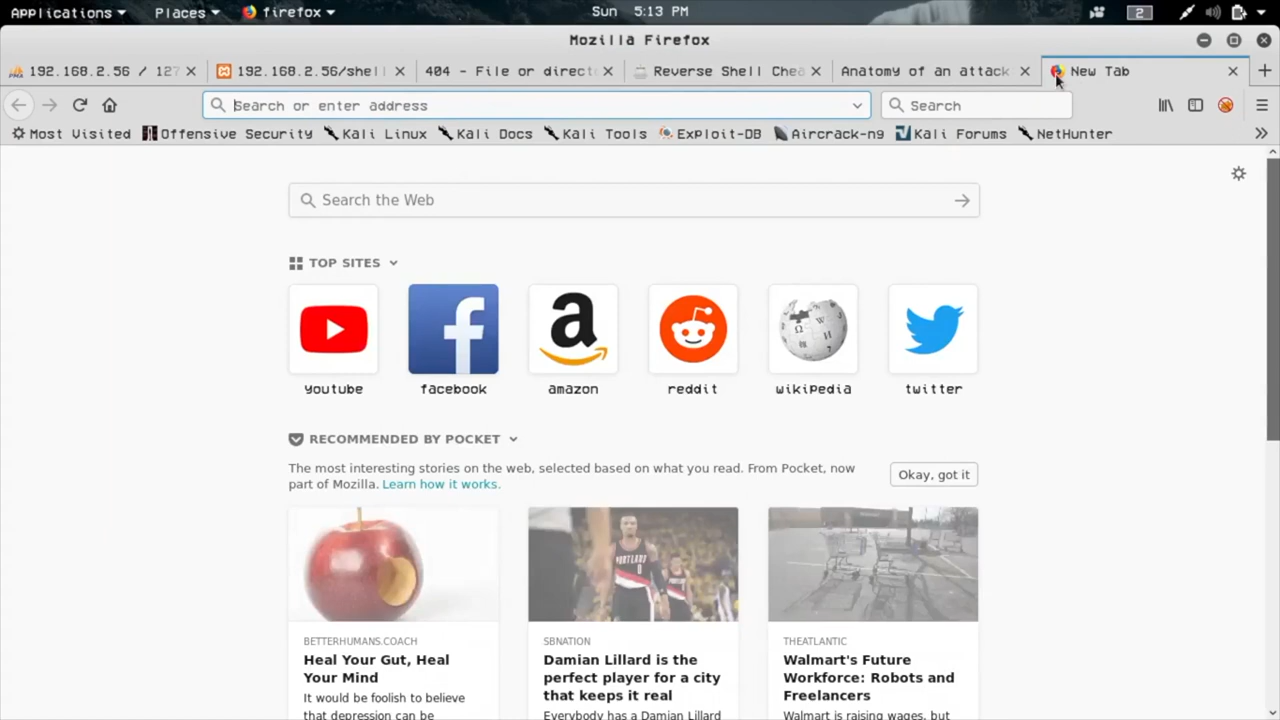 Applications Places firefox Sun 5:13 PM 2
Mozilla Firefox
192.168.2.56 / 127 192.168.2.56/shell 404 - File or direct Reverse Shell Chea Anatomy of an attack New Tab
Search or enter address Search
Most Visited Offensive Security Kali Linux Kali Docs Kali Tools Exploit-DB Aircrack-ng Kali Forums NetHunter
Search the Web
TOP SITES
youtube facebook amazon reddit wikipedia twitter
RECOMMENDED BY POCKET
The most interesting stories on the web, selected based on what you read. From Pocket, now
part of Mozilla. Learn how it works.
Okay, got it
PORTLAND
0
BETTERHUMANS.COACH
Heal Your Gut, Heal
Your Mind
It would be foolish to believe
that depression can be
SBNATION
Damian Lillard is the
perfect player for a city
that keeps it real
Everybody has a Damian Lillard
THEATLANTIC
Walmart's Future
Workforce: Robots and
Freelancers
Walmart is raising wages, but